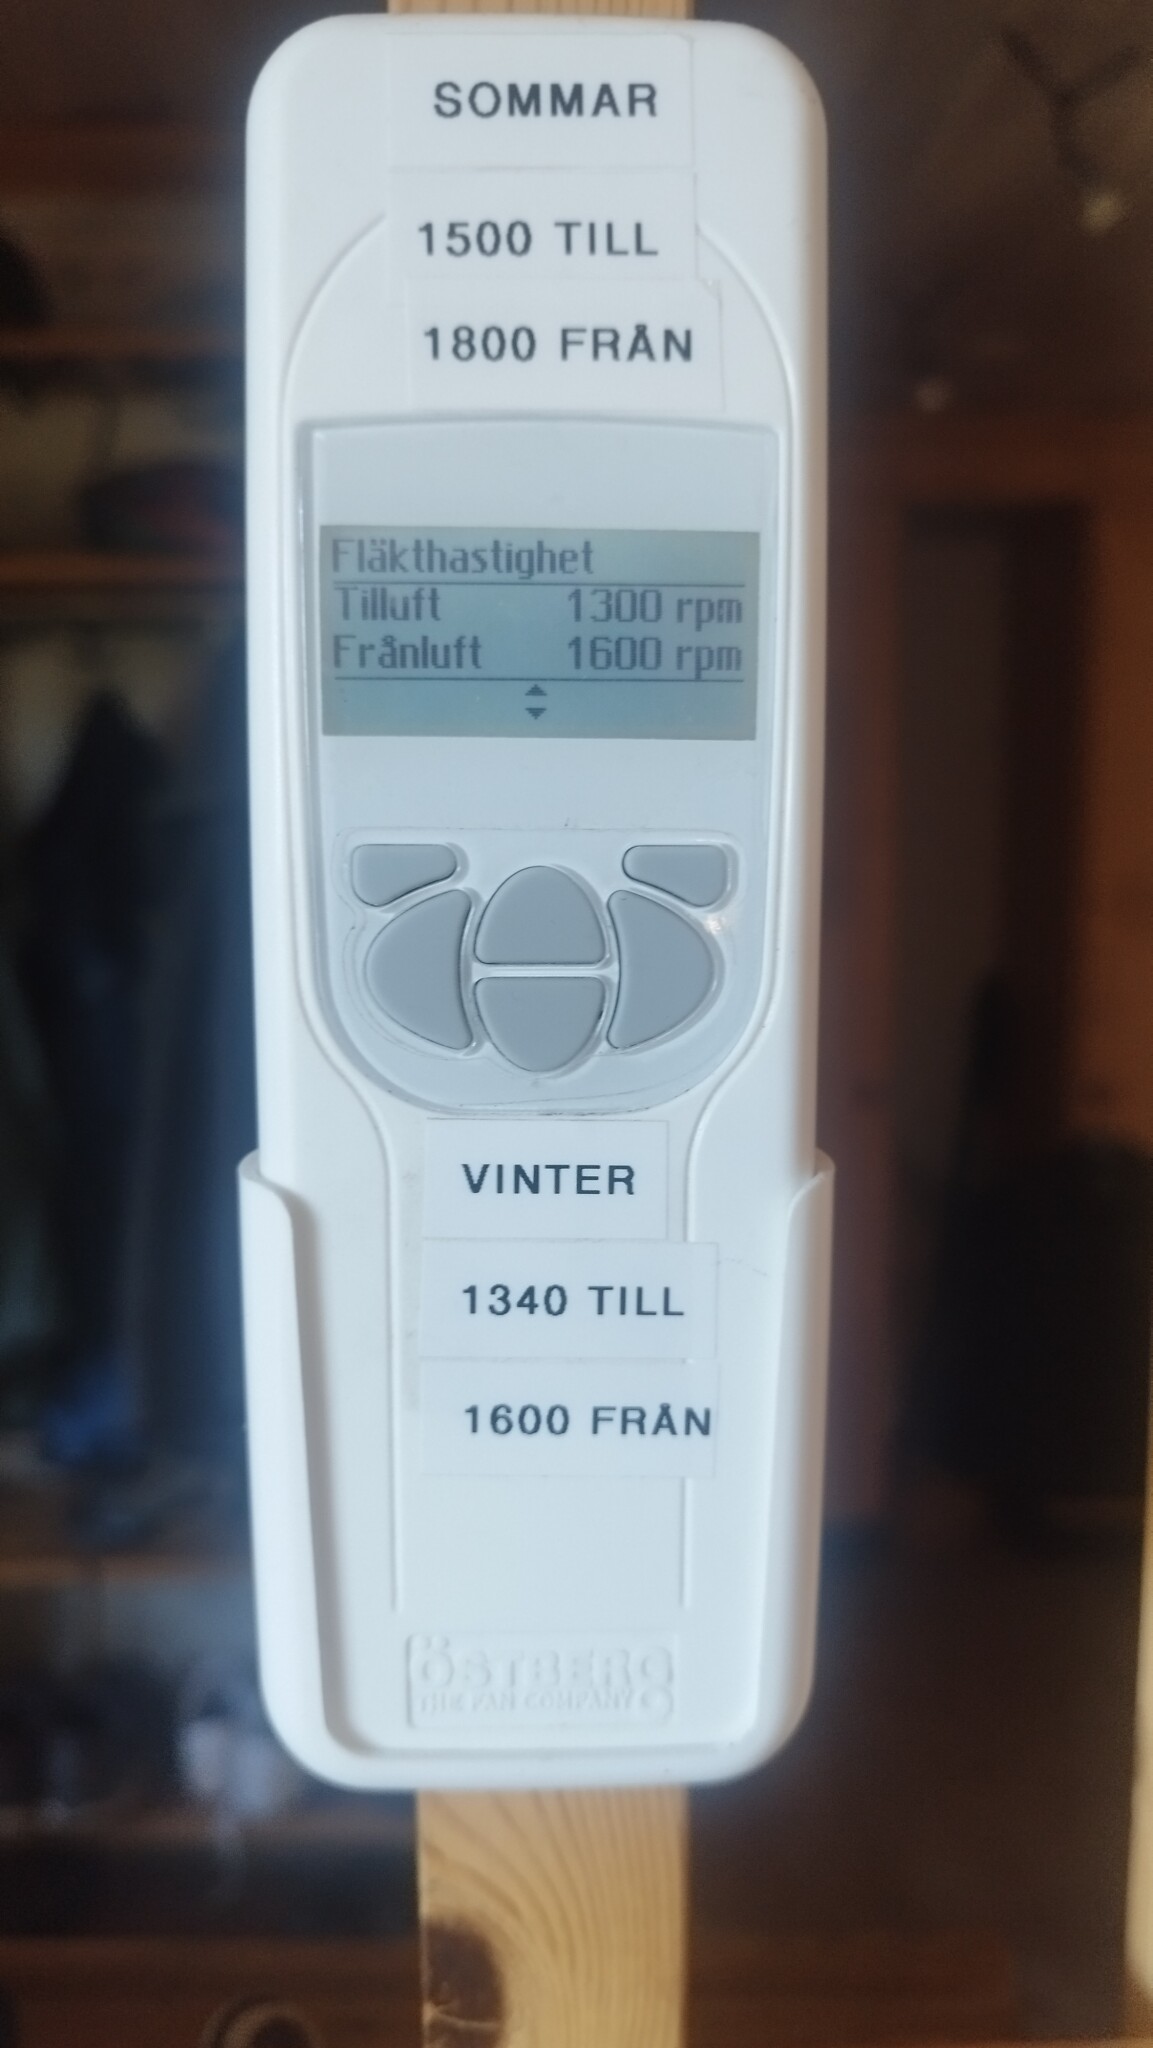 SOMMAR
1500 TILL
1800 FRÅN
Fläkthastighet
Tilluft 1300 rpm
Frånluft 1600 rpm
VINTER
1340 TILL
1600 FRÅN
ÖSTBERG
THE FAN COMPANY